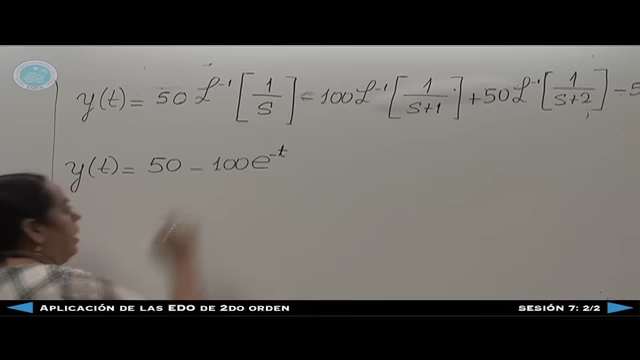 y(t) = 50 ℒ⁻¹ [1/S] - 100 ℒ⁻¹ [1/S+1] + 50 ℒ⁻¹ [1/S+2] - 5
y(t) = 50 - 100e^-t
APLICACIÓN DE LAS EDO DE 2DO ORDEN
SESIÓN 7: 2/2